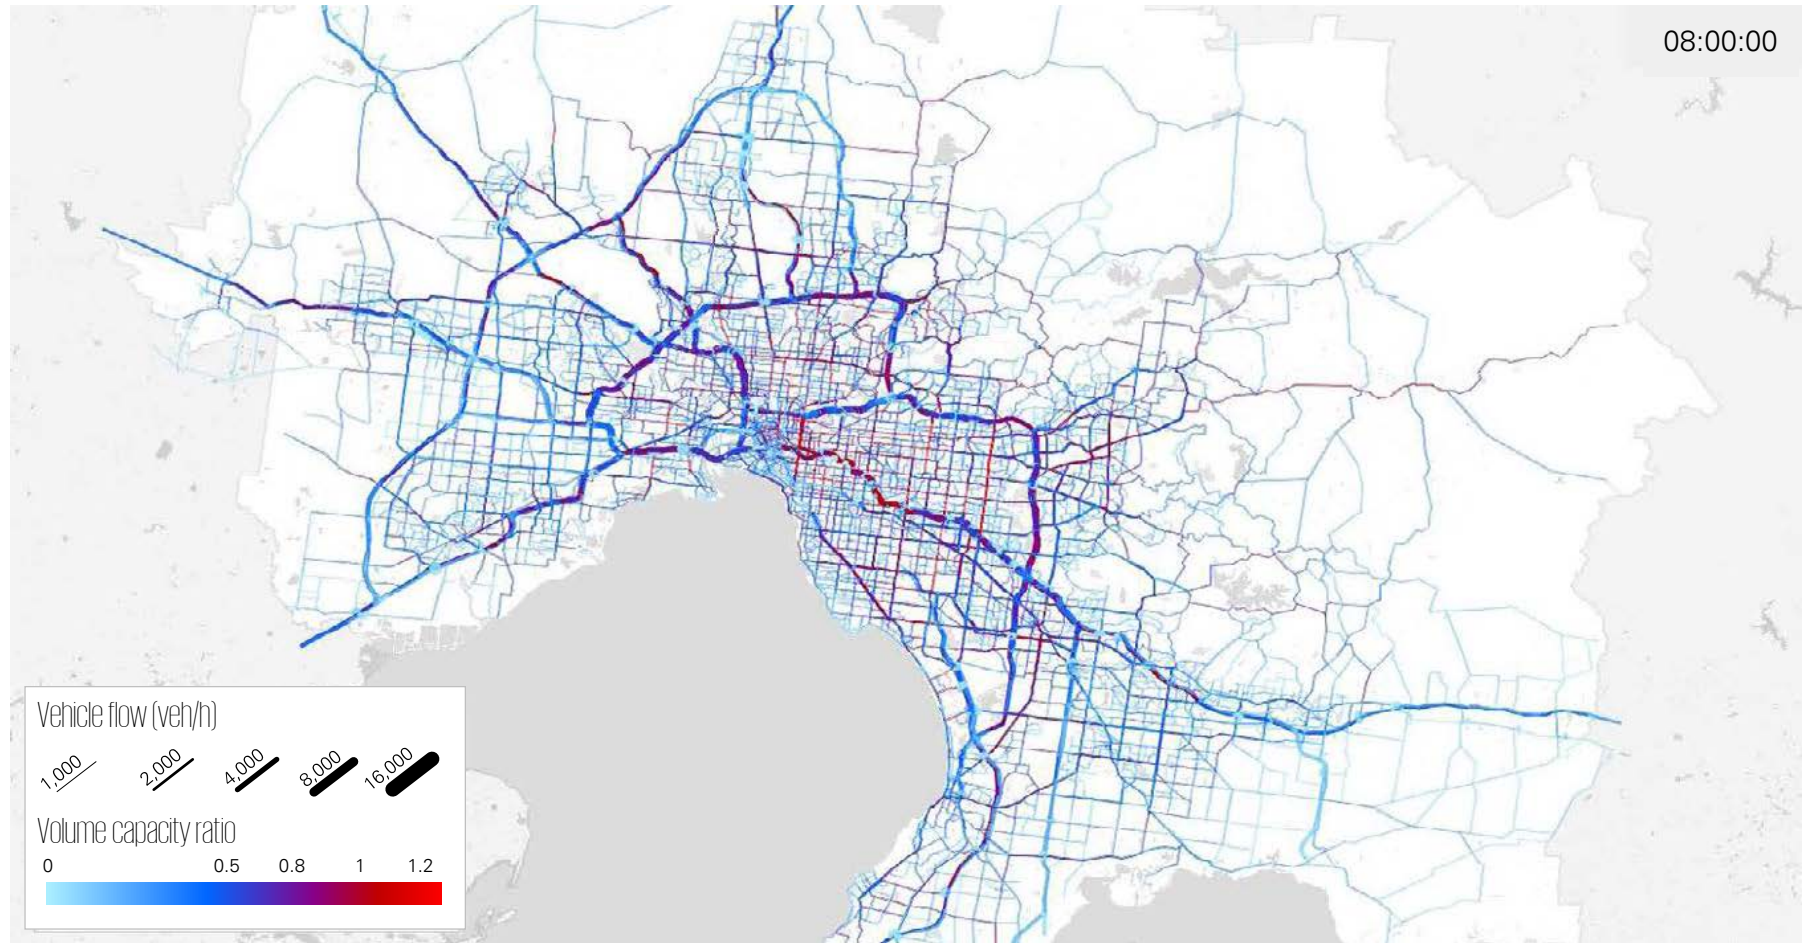 08:00:00
Vehicle flow (veh/h)
1,000 2,000 4,000 8,000 16,000
Volume capacity ratio
0 0.5 0.8 1 1.2